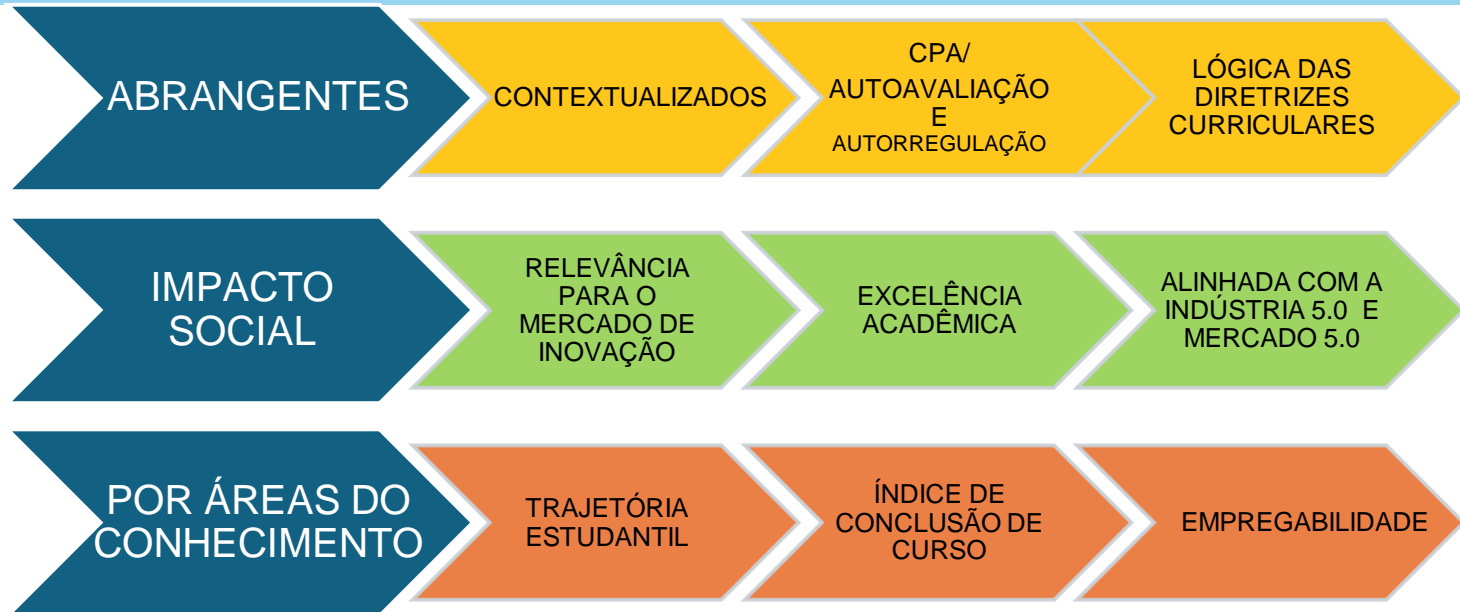 ABRANGENTES
CONTEXTUALIZADOS
CPA/
AUTOAVALIAÇÃO
E
AUTORREGULAÇÃO
LÓGICA DAS
DIRETRIZES
CURRICULARES
IMPACTO
SOCIAL
RELEVÂNCIA
PARA O
MERCADO DE
INOVAÇÃO
EXCELÊNCIA
ACADÊMICA
ALINHADA COM A
INDÚSTRIA 5.0 E
MERCADO 5.0
POR ÁREAS DO
CONHECIMENTO
TRAJETÓRIA
ESTUDANTIL
ÍNDICE DE
CONCLUSÃO DE
CURSO
EMPREGABILIDADE